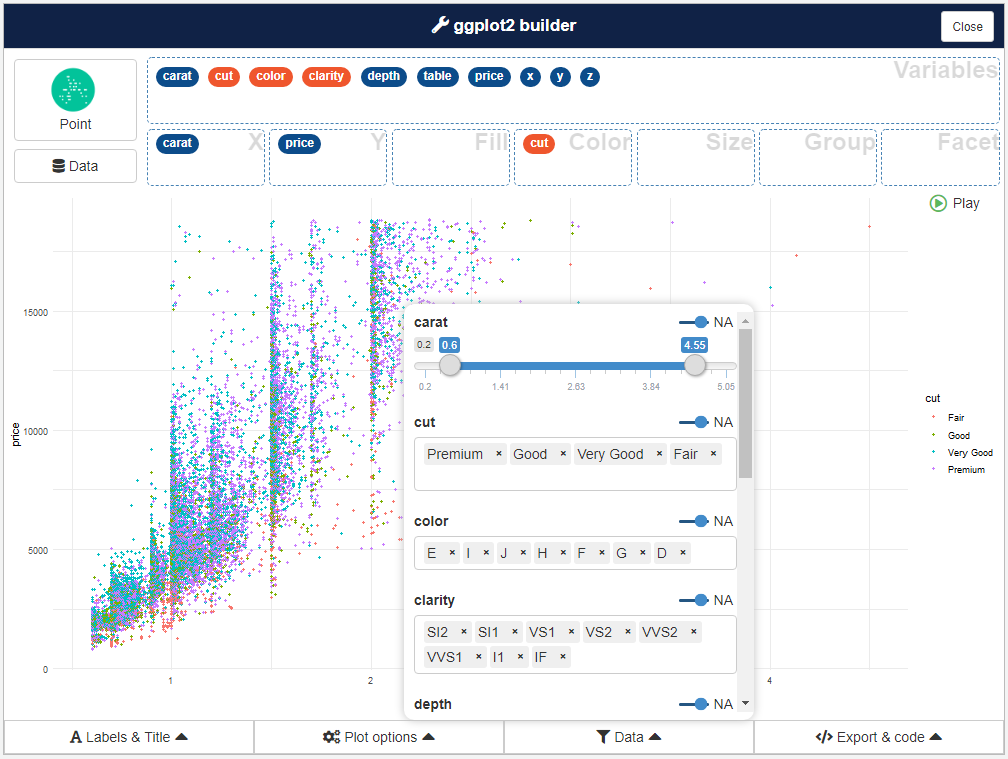 ggplot2 builder
Close
carat cut color clarity depth table price x y z
Variables
Point
carat X
price Y
Fill
cut Color
Size
Group
Facet
Data
Play
15000
10000
5000
0
price
1
2
4
cut
Fair
Good
Very Good
Premium
carat NA
0.2 0.6 4.55
0.2 1.41 2.63 3.84 5.05
cut NA
Premium × Good × Very Good × Fair ×
color NA
E × I × J × H × F × G × D ×
clarity NA
SI2 × SI1 × VS1 × VS2 × VVS2 ×
VVS1 × I1 × IF ×
depth NA
Labels & Title
Plot options
Data
Export & code